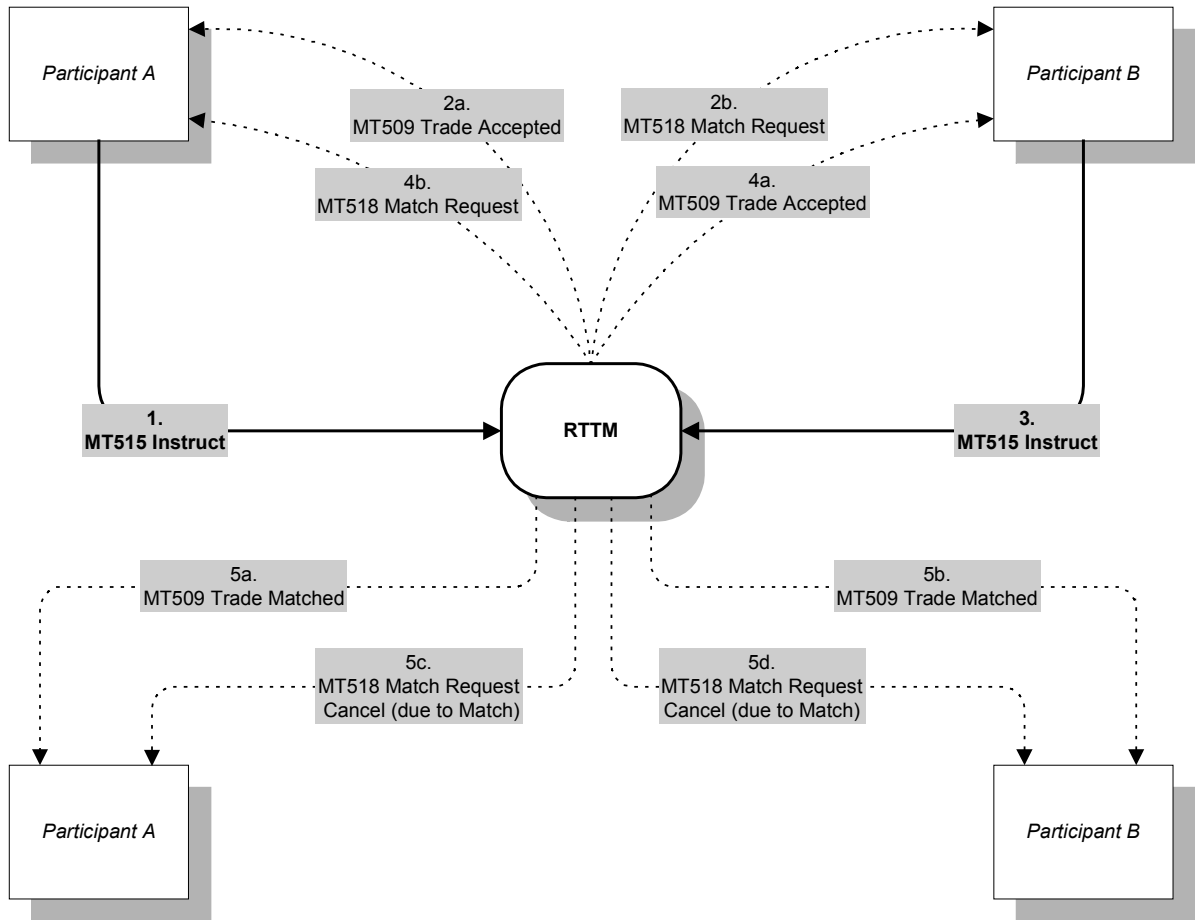 Participant A
Participant B
2a.
MT509 Trade Accepted
2b.
MT518 Match Request
4b.
MT518 Match Request
4a.
MT509 Trade Accepted
1.
MT515 Instruct
RTTM
3.
MT515 Instruct
5a.
MT509 Trade Matched
5b.
MT509 Trade Matched
5c.
MT518 Match Request
Cancel (due to Match)
5d.
MT518 Match Request
Cancel (due to Match)
Participant A
Participant B